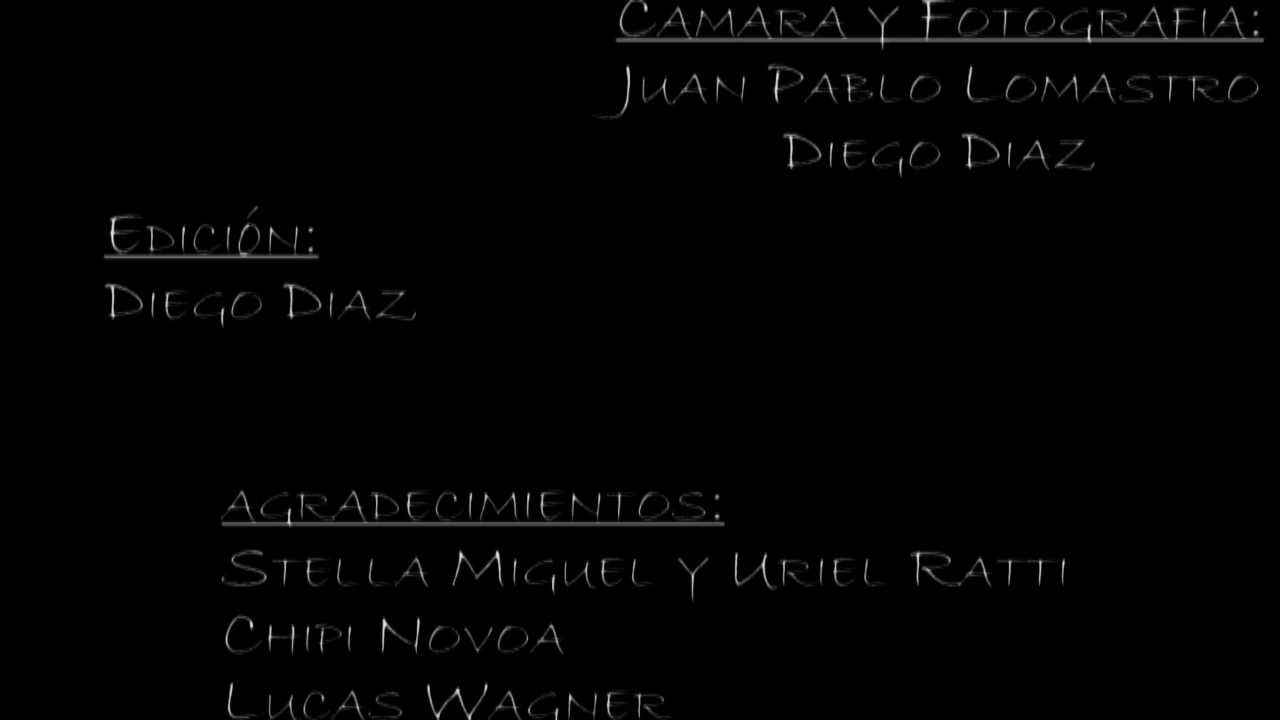 CAMARA Y FOTOGRAFIA:
JUAN PABLO LOMASTRO
DIEGO DIAZ
EDICIÓN:
DIEGO DIAZ
AGRADECIMIENTOS:
STELLA MIGUEL Y URIEL RATTI
CHIPI NOVOA
LUCAS WAGNER